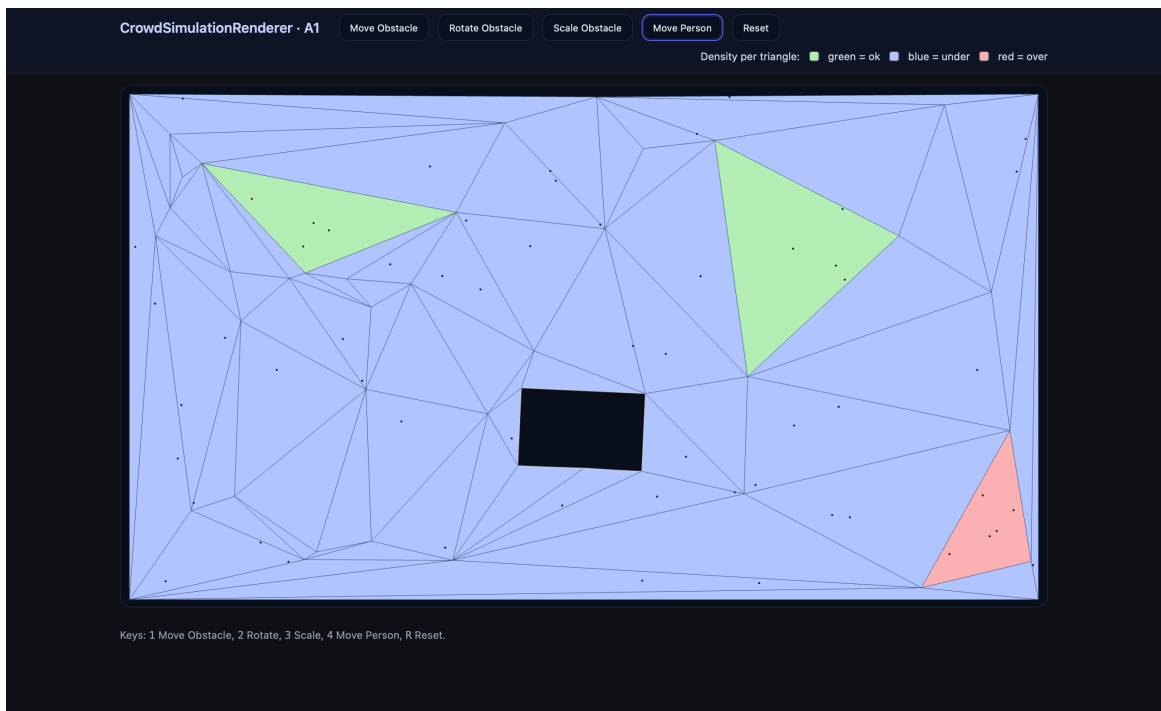 CrowdSimulationRenderer · A1
Move Obstacle
Rotate Obstacle
Scale Obstacle
Move Person
Reset
Density per triangle: green = ok blue = under red = over
Keys: 1 Move Obstacle, 2 Rotate, 3 Scale, 4 Move Person, R Reset.